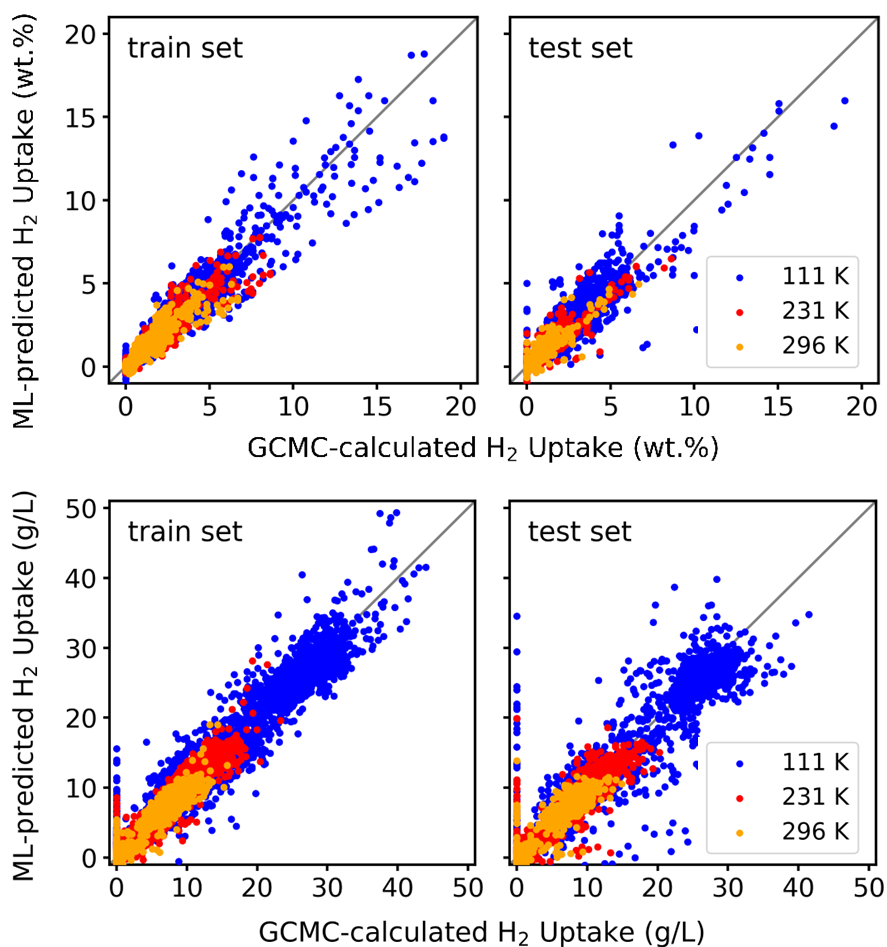 train set
test set
ML-predicted H₂ Uptake (wt.%)
20
15
10
5
0
111 K
231 K
296 K
0 5 10 15 20
0 5 10 15 20
GCMC-calculated H₂ Uptake (wt.%)
train set
test set
ML-predicted H₂ Uptake (g/L)
50
40
30
20
10
0
111 K
231 K
296 K
0 10 20 30 40 50
0 10 20 30 40 50
GCMC-calculated H₂ Uptake (g/L)